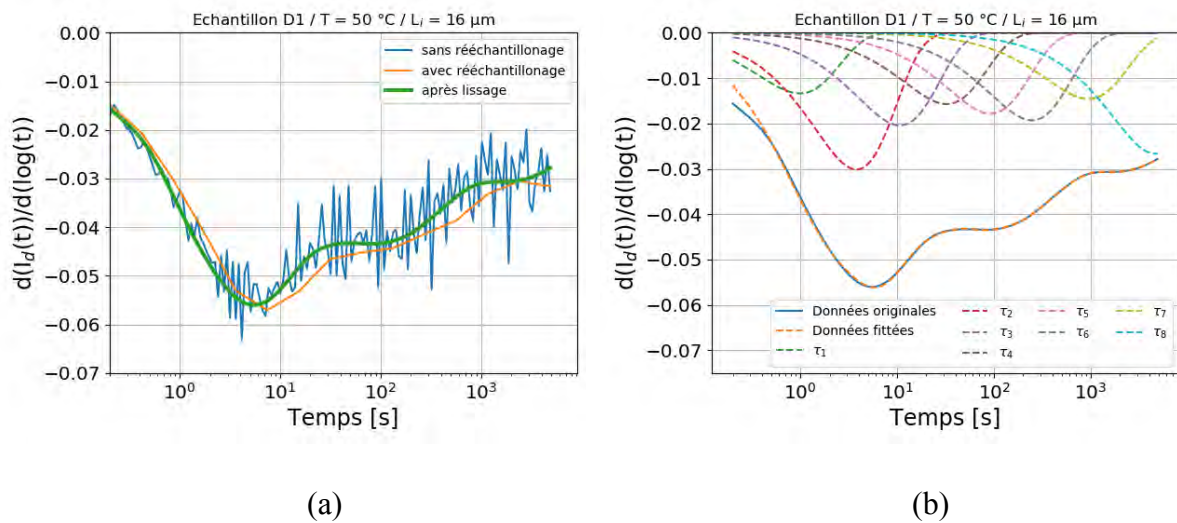 Echantillon D1 / T = 50 °C / Lᵢ = 16 µm
0.00
−0.01
−0.02
−0.03
−0.04
−0.05
−0.06
−0.07
d(I_d(t))/d(log(t))
sans rééchantillonage
avec rééchantillonage
après lissage
10⁰ 10¹ 10² 10³
Temps [s]
(a)
Echantillon D1 / T = 50 °C / Lᵢ = 16 µm
0.00
−0.01
−0.02
−0.03
−0.04
−0.05
−0.06
−0.07
d(I_d(t))/d(log(t))
Données originales
Données fittées
τ₁
τ₂
τ₃
τ₄
τ₅
τ₆
τ₇
τ₈
10⁰ 10¹ 10² 10³
Temps [s]
(b)